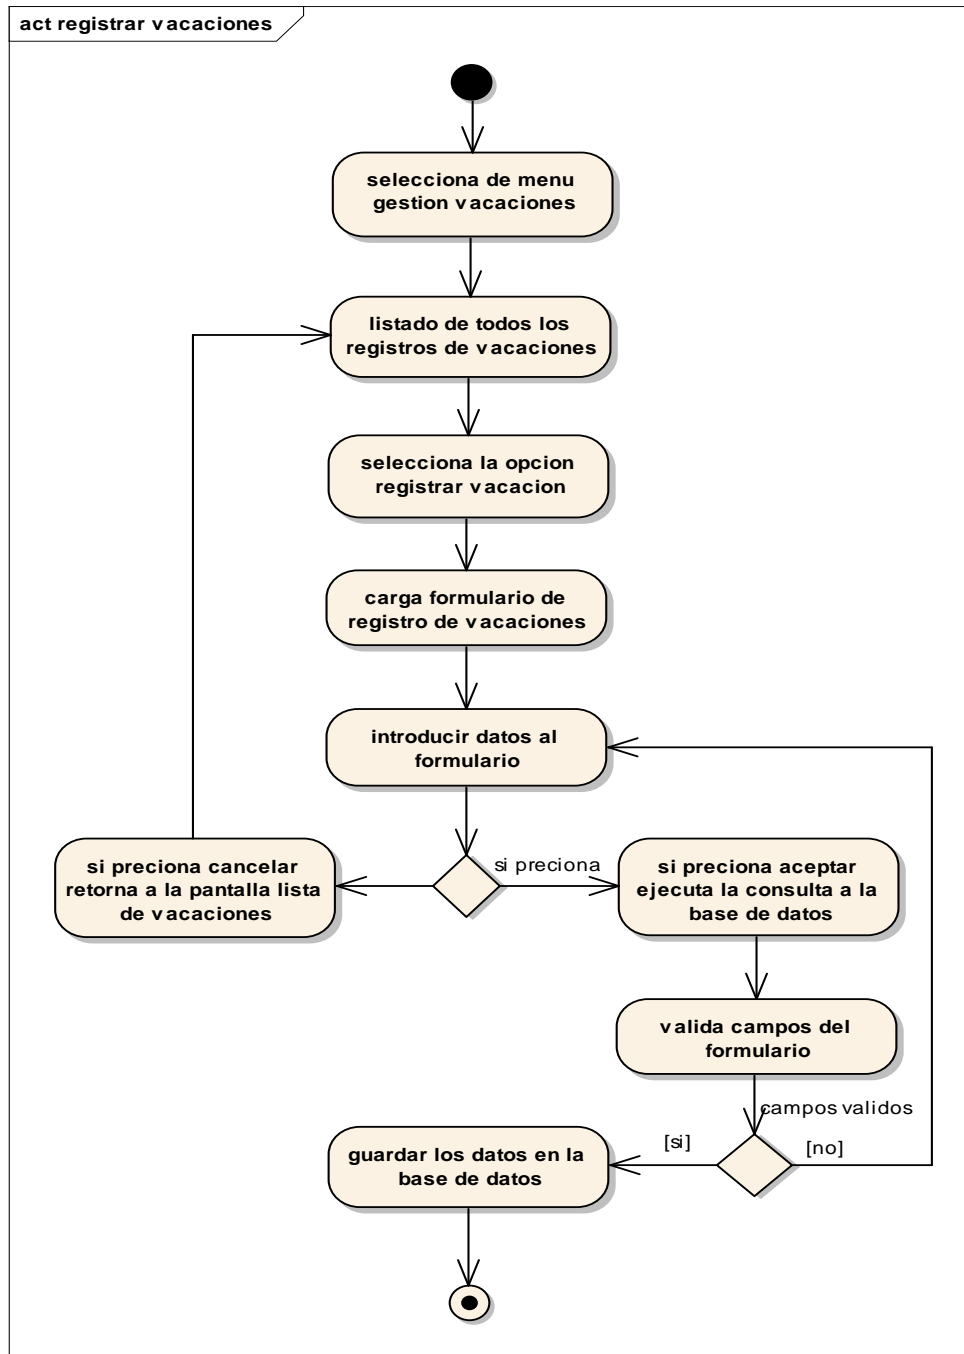 act registrar vacaciones
selecciona de menu
gestion vacaciones
listado de todos los
registros de vacaciones
selecciona la opcion
registrar vacacion
carga formulario de
registro de vacaciones
introducir datos al
formulario
si preciona cancelar
retorna a la pantalla lista
de vacaciones
si preciona
si preciona aceptar
ejecuta la consulta a la
base de datos
valida campos del
formulario
campos validos
[si]
[no]
guardar los datos en la
base de datos